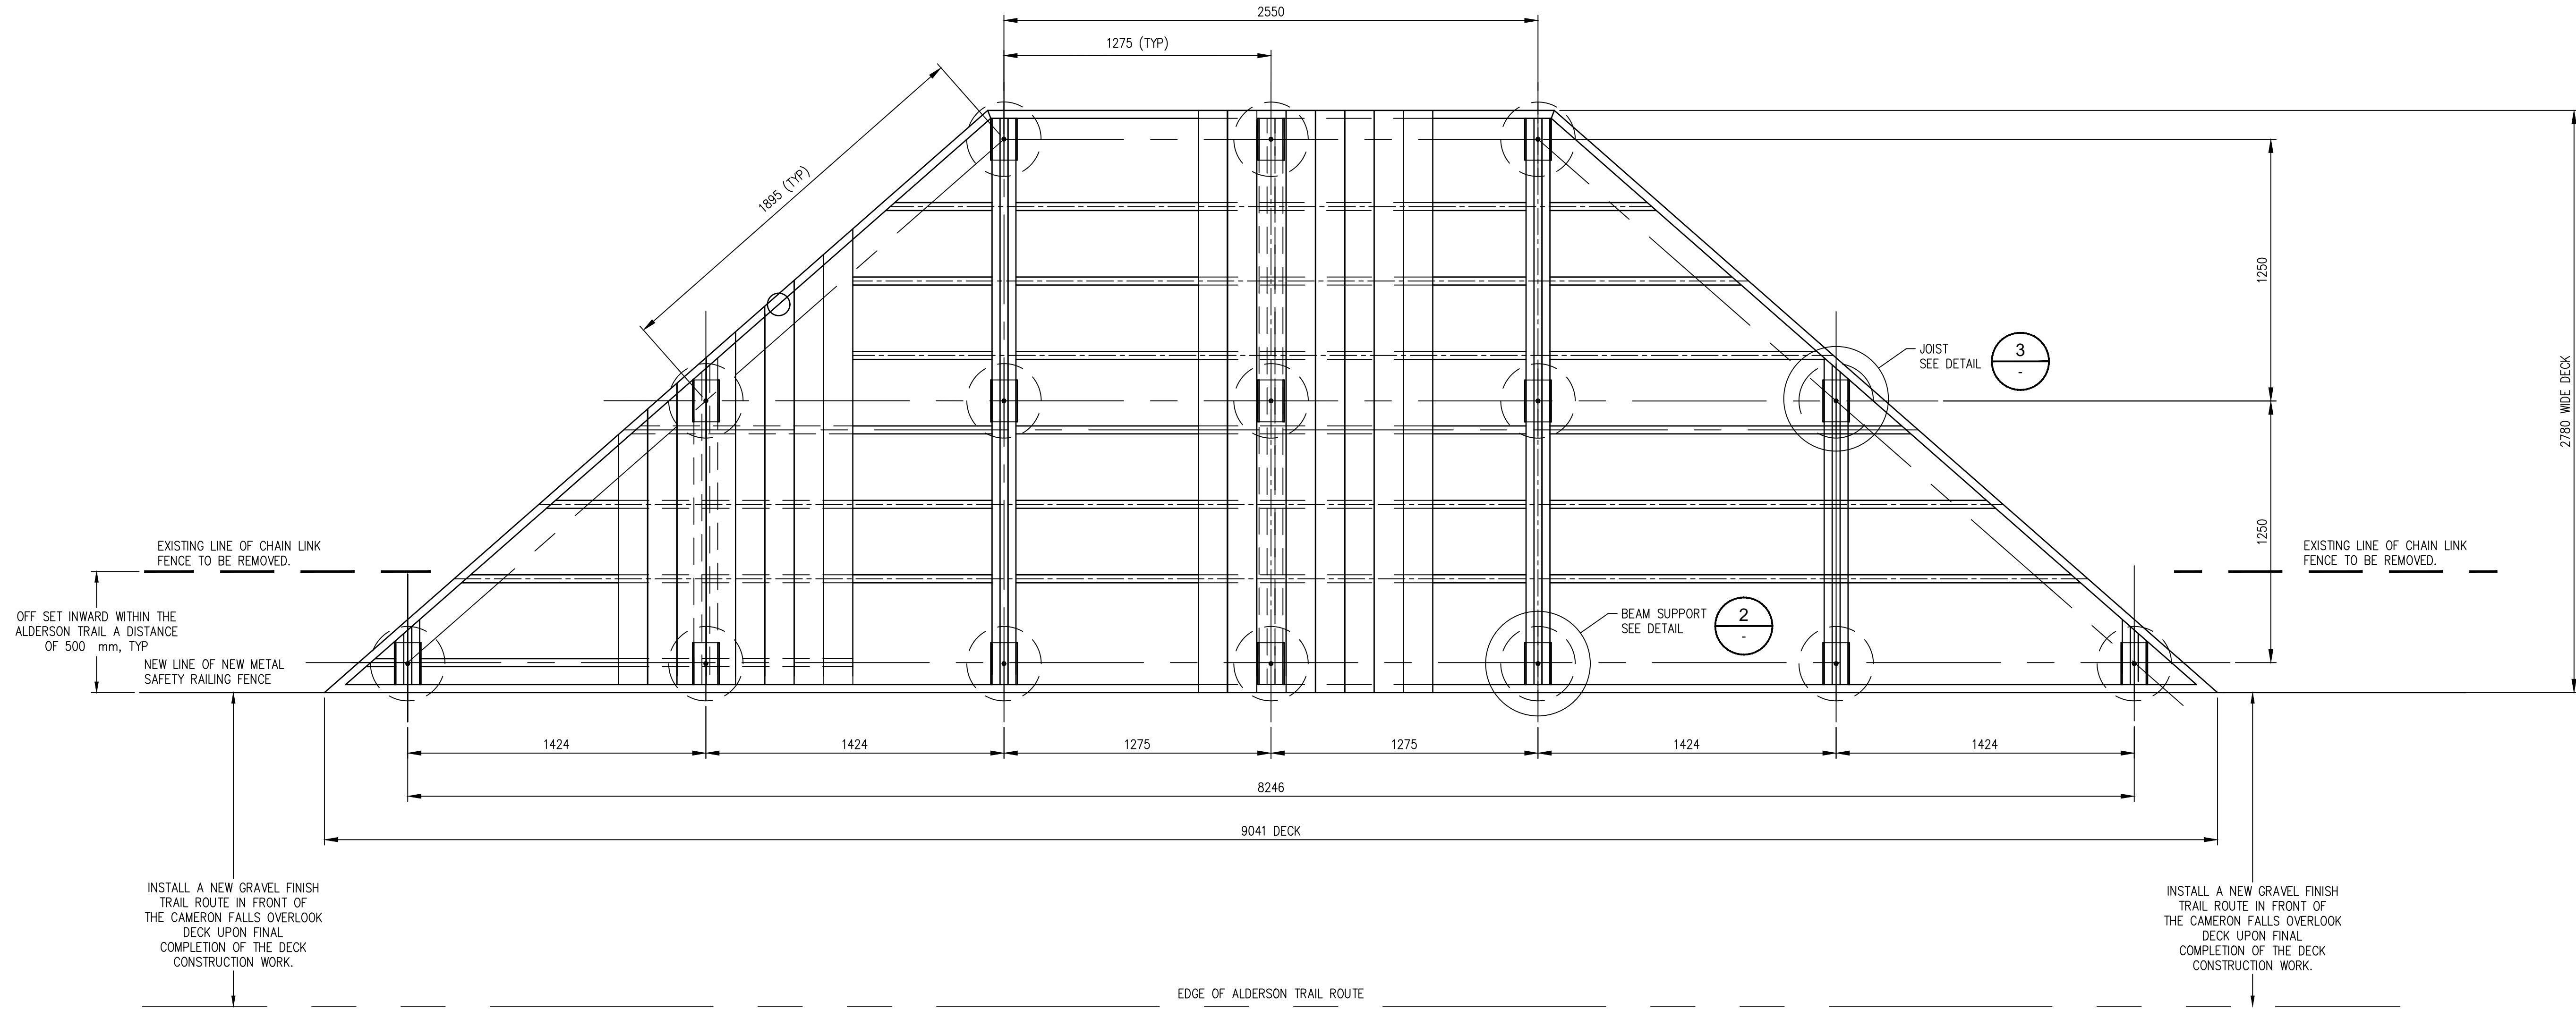 2550
1275 (TYP)
1895 (TYP)
1250
JOIST
SEE DETAIL
3
-
2780 WIDE DECK
1250
EXISTING LINE OF CHAIN LINK
FENCE TO BE REMOVED.
EXISTING LINE OF CHAIN LINK
FENCE TO BE REMOVED.
OFF SET INWARD WITHIN THE
ALDERSON TRAIL A DISTANCE
OF 500 mm, TYP
BEAM SUPPORT
SEE DETAIL
2
-
NEW LINE OF NEW METAL
SAFETY RAILING FENCE
1424
1424
1275
1275
1424
1424
8246
9041 DECK
INSTALL A NEW GRAVEL FINISH
TRAIL ROUTE IN FRONT OF
THE CAMERON FALLS OVERLOOK
DECK UPON FINAL
COMPLETION OF THE DECK
CONSTRUCTION WORK.
INSTALL A NEW GRAVEL FINISH
TRAIL ROUTE IN FRONT OF
THE CAMERON FALLS OVERLOOK
DECK UPON FINAL
COMPLETION OF THE DECK
CONSTRUCTION WORK.
EDGE OF ALDERSON TRAIL ROUTE